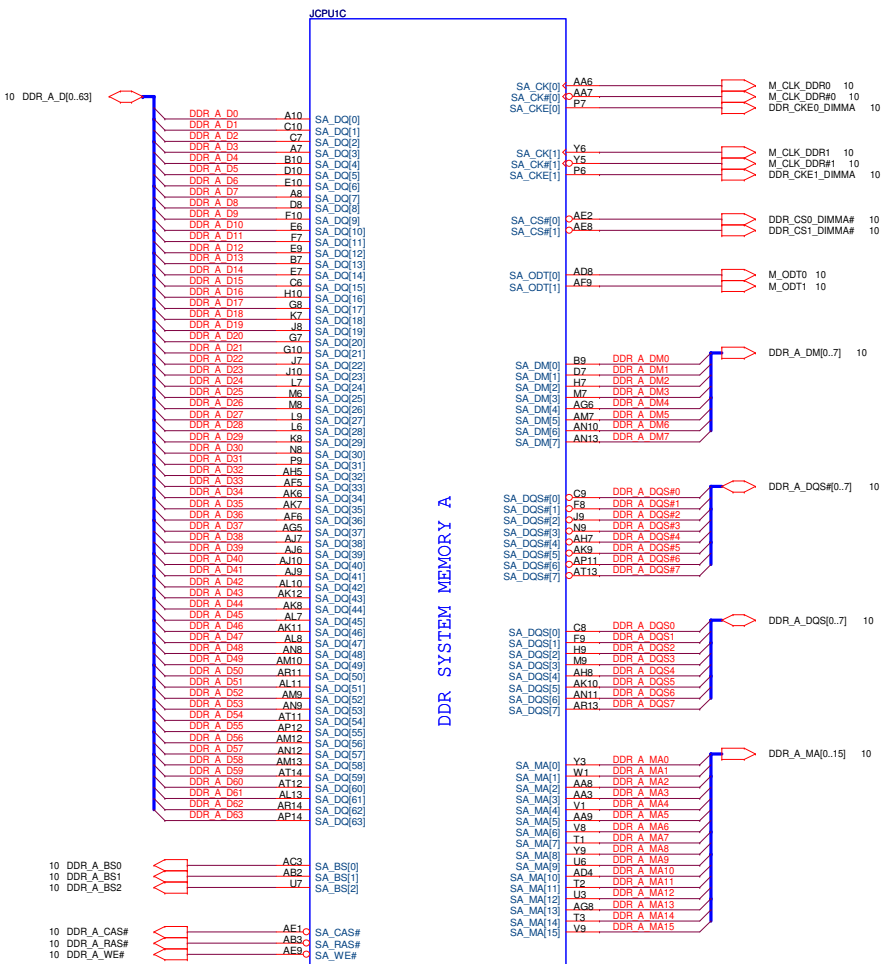 JCPU1C
10 DDR_A_D[0..63]
DDR_A_D0 A10 SA_DQ[0]
DDR_A_D1 C10 SA_DQ[1]
DDR_A_D2 C7 SA_DQ[2]
DDR_A_D3 A7 SA_DQ[3]
DDR_A_D4 B10 SA_DQ[4]
DDR_A_D5 D10 SA_DQ[5]
DDR_A_D6 E10 SA_DQ[6]
DDR_A_D7 A8 SA_DQ[7]
DDR_A_D8 D8 SA_DQ[8]
DDR_A_D9 F10 SA_DQ[9]
DDR_A_D10 E6 SA_DQ[10]
DDR_A_D11 F7 SA_DQ[11]
DDR_A_D12 E9 SA_DQ[12]
DDR_A_D13 B7 SA_DQ[13]
DDR_A_D14 E7 SA_DQ[14]
DDR_A_D15 C6 SA_DQ[15]
DDR_A_D16 H10 SA_DQ[16]
DDR_A_D17 G8 SA_DQ[17]
DDR_A_D18 K7 SA_DQ[18]
DDR_A_D19 J8 SA_DQ[19]
DDR_A_D20 G7 SA_DQ[20]
DDR_A_D21 G10 SA_DQ[21]
DDR_A_D22 J7 SA_DQ[22]
DDR_A_D23 J10 SA_DQ[23]
DDR_A_D24 L7 SA_DQ[24]
DDR_A_D25 M6 SA_DQ[25]
DDR_A_D26 M8 SA_DQ[26]
DDR_A_D27 L9 SA_DQ[27]
DDR_A_D28 L6 SA_DQ[28]
DDR_A_D29 K8 SA_DQ[29]
DDR_A_D30 N8 SA_DQ[30]
DDR_A_D31 P9 SA_DQ[31]
DDR_A_D32 AH5 SA_DQ[32]
DDR_A_D33 AF5 SA_DQ[33]
DDR_A_D34 AK6 SA_DQ[34]
DDR_A_D35 AK7 SA_DQ[35]
DDR_A_D36 AF6 SA_DQ[36]
DDR_A_D37 AG5 SA_DQ[37]
DDR_A_D38 AJ7 SA_DQ[38]
DDR_A_D39 AJ6 SA_DQ[39]
DDR_A_D40 AJ10 SA_DQ[40]
DDR_A_D41 AJ9 SA_DQ[41]
DDR_A_D42 AL10 SA_DQ[42]
DDR_A_D43 AK12 SA_DQ[43]
DDR_A_D44 AK8 SA_DQ[44]
DDR_A_D45 AL7 SA_DQ[45]
DDR_A_D46 AK11 SA_DQ[46]
DDR_A_D47 AL8 SA_DQ[47]
DDR_A_D48 AN8 SA_DQ[48]
DDR_A_D49 AM10 SA_DQ[49]
DDR_A_D50 AR11 SA_DQ[50]
DDR_A_D51 AL11 SA_DQ[51]
DDR_A_D52 AM9 SA_DQ[52]
DDR_A_D53 AN9 SA_DQ[53]
DDR_A_D54 AT11 SA_DQ[54]
DDR_A_D55 AP12 SA_DQ[55]
DDR_A_D56 AM12 SA_DQ[56]
DDR_A_D57 AN12 SA_DQ[57]
DDR_A_D58 AM13 SA_DQ[58]
DDR_A_D59 AT14 SA_DQ[59]
DDR_A_D60 AT12 SA_DQ[60]
DDR_A_D61 AL13 SA_DQ[61]
DDR_A_D62 AR14 SA_DQ[62]
DDR_A_D63 AP14 SA_DQ[63]
10 DDR_A_BS0 AC3 SA_BS[0]
10 DDR_A_BS1 AB2 SA_BS[1]
10 DDR_A_BS2 U7 SA_BS[2]
10 DDR_A_CAS# AE1 SA_CAS#
10 DDR_A_RAS# AB3 SA_RAS#
10 DDR_A_WE# AE9 SA_WE#
DDR SYSTEM MEMORY A
SA_CK[0] AA6 M_CLK_DDR0 10
SA_CK#[0] AA7 M_CLK_DDR#0 10
SA_CKE[0] P7 DDR_CKE0_DIMMA 10
SA_CK[1] Y6 M_CLK_DDR1 10
SA_CK#[1] Y5 M_CLK_DDR#1 10
SA_CKE[1] P6 DDR_CKE1_DIMMA 10
SA_CS#[0] AE2 DDR_CS0_DIMMA# 10
SA_CS#[1] AE8 DDR_CS1_DIMMA# 10
SA_ODT[0] AD8 M_ODT0 10
SA_ODT[1] AF9 M_ODT1 10
DDR_A_DM[0..7] 10
SA_DM[0] B9 DDR_A_DM0
SA_DM[1] D7 DDR_A_DM1
SA_DM[2] H7 DDR_A_DM2
SA_DM[3] M7 DDR_A_DM3
SA_DM[4] AG6 DDR_A_DM4
SA_DM[5] AM7 DDR_A_DM5
SA_DM[6] AN10 DDR_A_DM6
SA_DM[7] AN13 DDR_A_DM7
DDR_A_DQS#[0..7] 10
SA_DQS#[0] C9 DDR_A_DQS#0
SA_DQS#[1] F8 DDR_A_DQS#1
SA_DQS#[2] J9 DDR_A_DQS#2
SA_DQS#[3] N9 DDR_A_DQS#3
SA_DQS#[4] AH7 DDR_A_DQS#4
SA_DQS#[5] AK9 DDR_A_DQS#5
SA_DQS#[6] AP11 DDR_A_DQS#6
SA_DQS#[7] AT13 DDR_A_DQS#7
DDR_A_DQS[0..7] 10
SA_DQS[0] C8 DDR_A_DQS0
SA_DQS[1] F9 DDR_A_DQS1
SA_DQS[2] H9 DDR_A_DQS2
SA_DQS[3] M9 DDR_A_DQS3
SA_DQS[4] AH8 DDR_A_DQS4
SA_DQS[5] AK10 DDR_A_DQS5
SA_DQS[6] AN11 DDR_A_DQS6
SA_DQS[7] AR13 DDR_A_DQS7
DDR_A_MA[0..15] 10
SA_MA[0] Y3 DDR_A_MA0
SA_MA[1] W1 DDR_A_MA1
SA_MA[2] AA8 DDR_A_MA2
SA_MA[3] AA3 DDR_A_MA3
SA_MA[4] V1 DDR_A_MA4
SA_MA[5] AA9 DDR_A_MA5
SA_MA[6] V8 DDR_A_MA6
SA_MA[7] T1 DDR_A_MA7
SA_MA[8] Y9 DDR_A_MA8
SA_MA[9] U6 DDR_A_MA9
SA_MA[10] AD4 DDR_A_MA10
SA_MA[11] T2 DDR_A_MA11
SA_MA[12] U3 DDR_A_MA12
SA_MA[13] AG8 DDR_A_MA13
SA_MA[14] T3 DDR_A_MA14
SA_MA[15] V9 DDR_A_MA15